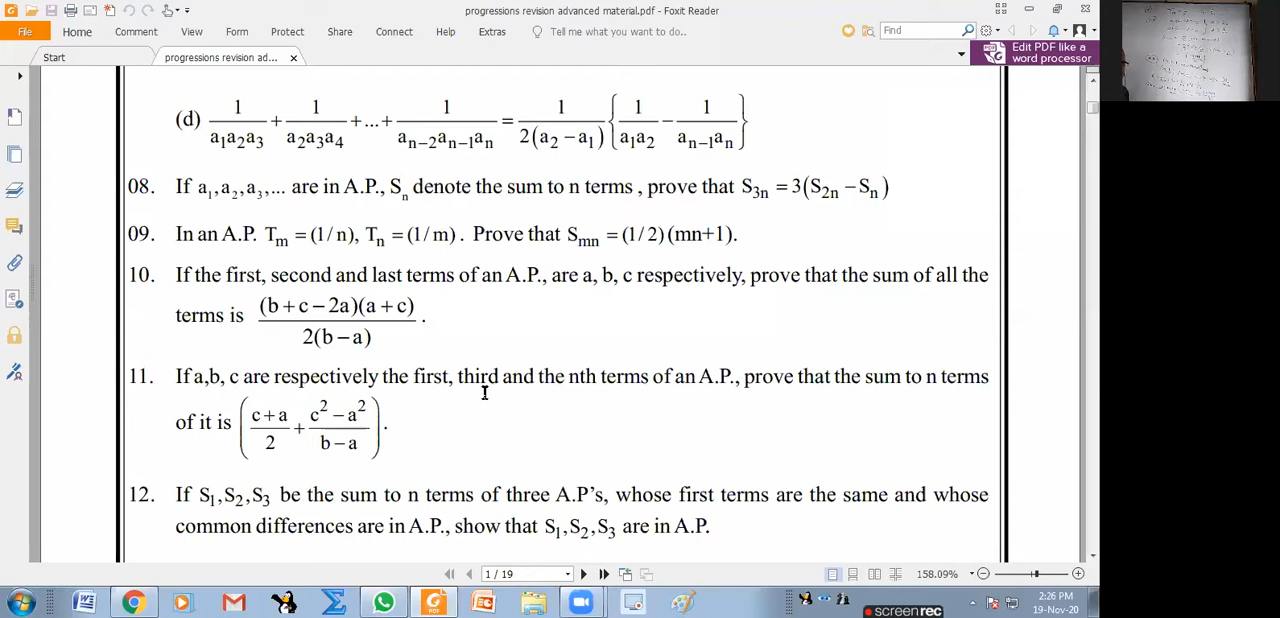 progressions revision advanced material.pdf - Foxit Reader
File Home Comment View Form Protect Share Connect Help Extras Tell me what you want to do.. Find
Start progressions revision ad... Edit PDF like a word processor
(d) 1/(a₁a₂a₃) + 1/(a₂a₃a₄) + ... + 1/(aₙ₋₂aₙ₋₁aₙ) = 1/(2(a₂ − a₁)) {1/(a₁a₂) − 1/(aₙ₋₁aₙ)}
08. If a₁,a₂,a₃,... are in A.P., Sₙ denote the sum to n terms , prove that S₃ₙ = 3(S₂ₙ − Sₙ)
09. In an A.P. Tₘ = (1/n), Tₙ = (1/m) . Prove that Sₘₙ = (1/2)(mn+1).
10. If the first, second and last terms of an A.P., are a, b, c respectively, prove that the sum of all the
terms is (b + c − 2a)(a + c) / 2(b − a) .
11. If a,b, c are respectively the first, third and the nth terms of an A.P., prove that the sum to n terms
of it is ((c + a)/2 + (c² − a²)/(b − a)) .
12. If S₁,S₂,S₃ be the sum to n terms of three A.P's, whose first terms are the same and whose
common differences are in A.P., show that S₁,S₂,S₃ are in A.P.
1 / 19 158.09%
2:26 PM
19-Nov-20
screenrec